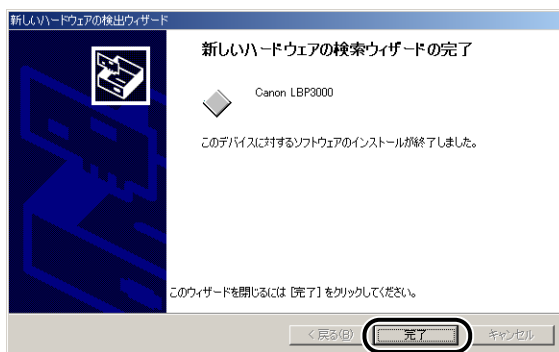 新しいハードウェアの検出ウィザード
新しいハードウェアの検索ウィザードの完了
Canon LBP3000
このデバイスに対するソフトウェアのインストールが終了しました。
このウィザードを閉じるには [完了] をクリックしてください。
< 戻る(B)
完了
キャンセル